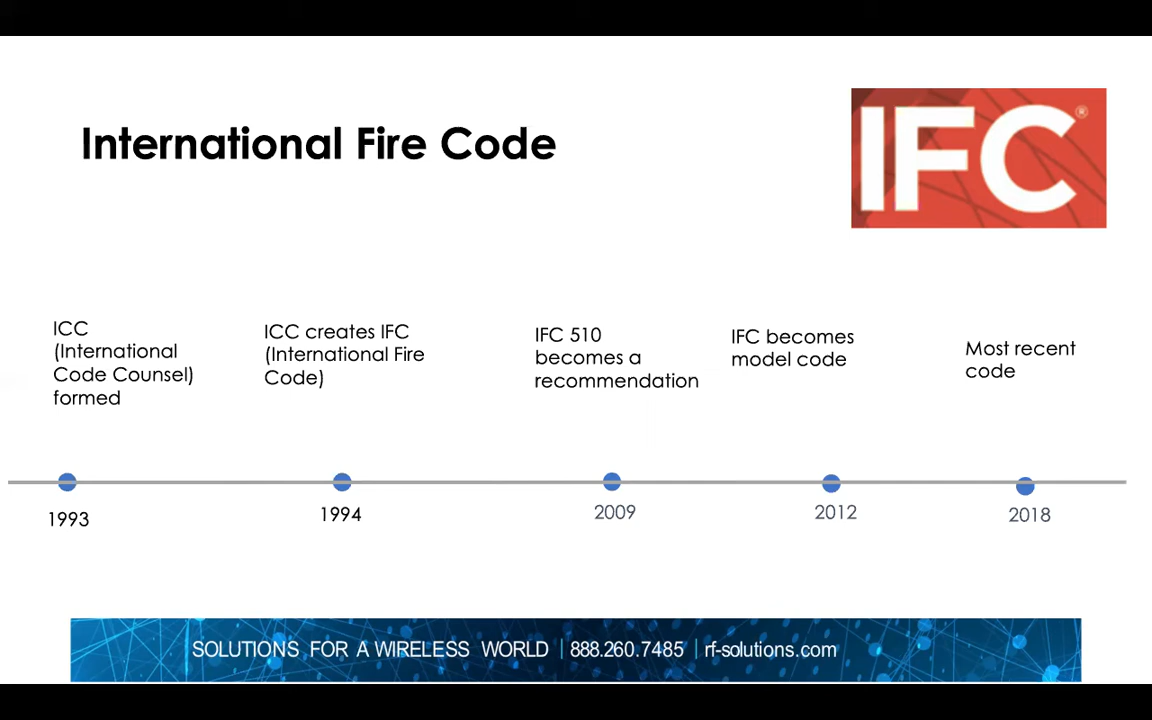 International Fire Code
IFC®
ICC
(International
Code Counsel)
formed
ICC creates IFC
(International Fire
Code)
IFC 510
becomes a
recommendation
IFC becomes
model code
Most recent
code
1993
1994
2009
2012
2018
SOLUTIONS FOR A WIRELESS WORLD | 888.260.7485 | rf-solutions.com